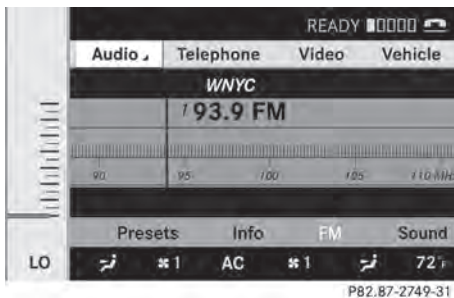 READY
Audio Telephone Video Vehicle
WNYC
1 93.9 FM
90 95 100 105 110 MHz
Presets Info FM Sound
LO 1 AC 1 72°F
P82.87-2749-31